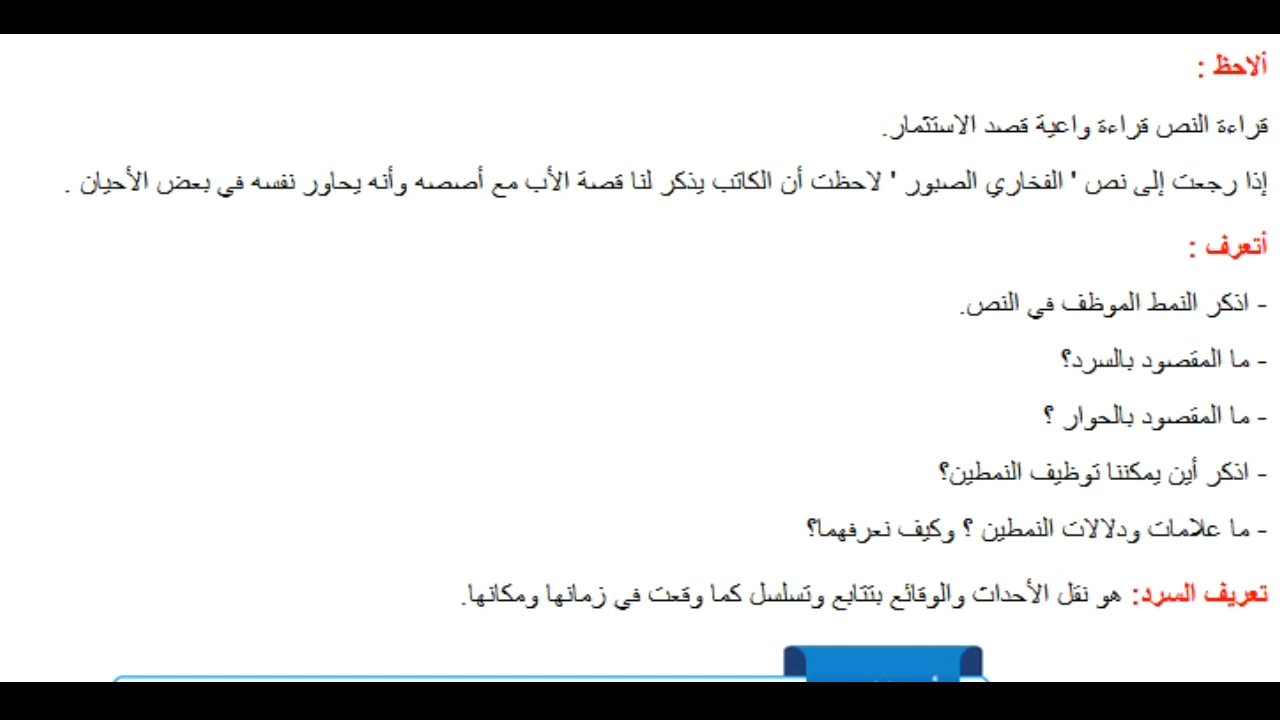 ألاحظ :
قراءة النص قراءة واعية قصد الاستثمار.
إذا رجعت إلى نص " الفخاري الصبور " لاحظت أن الكاتب يذكر لنا قصة الأب مع أصصه وأنه يحاور نفسه في بعض الأحيان .
أتعرف :
- اذكر النمط الموظف في النص.
- ما المقصود بالسرد؟
- ما المقصود بالحوار ؟
- اذكر أين يمكننا توظيف النمطين؟
- ما علامات ودلالات النمطين ؟ وكيف نعرفهما؟
تعريف السرد: هو نقل الأحداث والوقائع بتتابع وتسلسل كما وقعت في زمانها ومكانها.